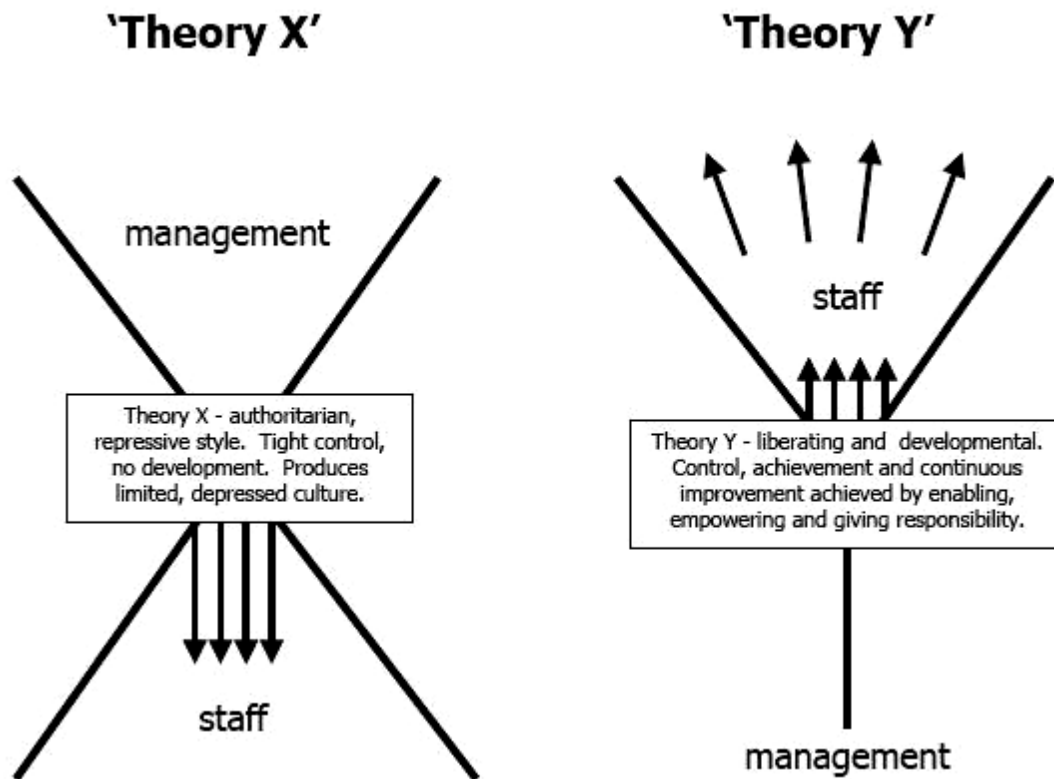 ‘Theory X’
management
Theory X - authoritarian,
repressive style.  Tight control,
no development.  Produces
limited, depressed culture.
staff
‘Theory Y’
staff
Theory Y - liberating and  developmental.
Control, achievement and continuous
improvement achieved by enabling,
empowering and giving responsibility.
management